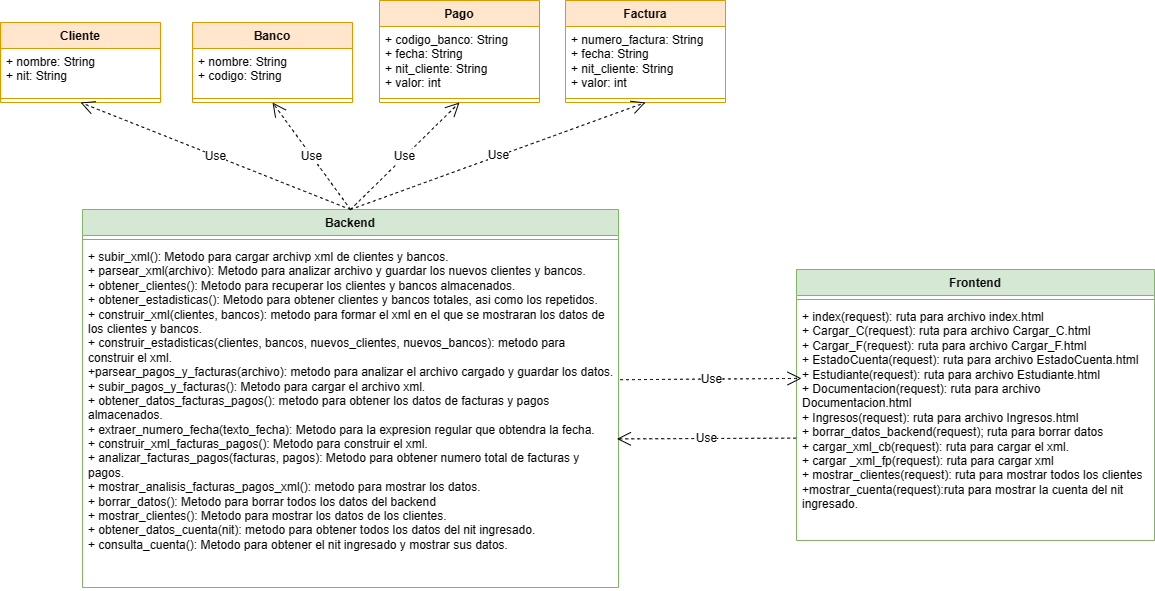 Cliente
+ nombre: String
+ nit: String
Banco
+ nombre: String
+ codigo: String
Pago
+ codigo_banco: String
+ fecha: String
+ nit_cliente: String
+ valor: int
Factura
+ numero_factura: String
+ fecha: String
+ nit_cliente: String
+ valor: int
Use
Use
Use
Use
Backend
+ subir_xml(): Metodo para cargar archivp xml de clientes y bancos.
+ parsear_xml(archivo): Metodo para analizar archivo y guardar los nuevos clientes y bancos.
+ obtener_clientes(): Metodo para recuperar los clientes y bancos almacenados.
+ obtener_estadisticas(): Metodo para obtener clientes y bancos totales, asi como los repetidos.
+ construir_xml(clientes, bancos): metodo para formar el xml en el que se mostraran los datos de
los clientes y bancos.
+ construir_estadisticas(clientes, bancos, nuevos_clientes, nuevos_bancos): metodo para
construir el xml.
+parsear_pagos_y_facturas(archivo): metodo para analizar el archivo cargado y guardar los datos.
+ subir_pagos_y_facturas(): Metodo para cargar el archivo xml.
+ obtener_datos_facturas_pagos(): metodo para obtener los datos de facturas y pagos
almacenados.
+ extraer_numero_fecha(texto_fecha): Metodo para la expresion regular que obtendra la fecha.
+ construir_xml_facturas_pagos(): Metodo para construir el xml.
+ analizar_facturas_pagos(facturas, pagos): Metodo para obtener numero total de facturas y
pagos.
+ mostrar_analisis_facturas_pagos_xml(): metodo para mostrar los datos.
+ borrar_datos(): Metodo para borrar todos los datos del backend
+ mostrar_clientes(): Metodo para mostrar los datos de los clientes.
+ obtener_datos_cuenta(nit): metodo para obtener todos los datos del nit ingresado.
+ consulta_cuenta(): Metodo para obtener el nit ingresado y mostrar sus datos.
Use
Use
Frontend
+ index(request): ruta para archivo index.html
+ Cargar_C(request): ruta para archivo Cargar_C.html
+ Cargar_F(request): ruta para archivo Cargar_F.html
+ EstadoCuenta(request): ruta para archivo EstadoCuenta.html
+ Estudiante(request): ruta para archivo Estudiante.html
+ Documentacion(request): ruta para archivo
Documentacion.html
+ Ingresos(request): ruta para archivo Ingresos.html
+ borrar_datos_backend(request); ruta para borrar datos
+ cargar_xml_cb(request): ruta para cargar el xml.
+ cargar _xml_fp(request): ruta para cargar xml
+ mostrar_clientes(request): ruta para mostrar todos los clientes
+mostrar_cuenta(request):ruta para mostrar la cuenta del nit
ingresado.